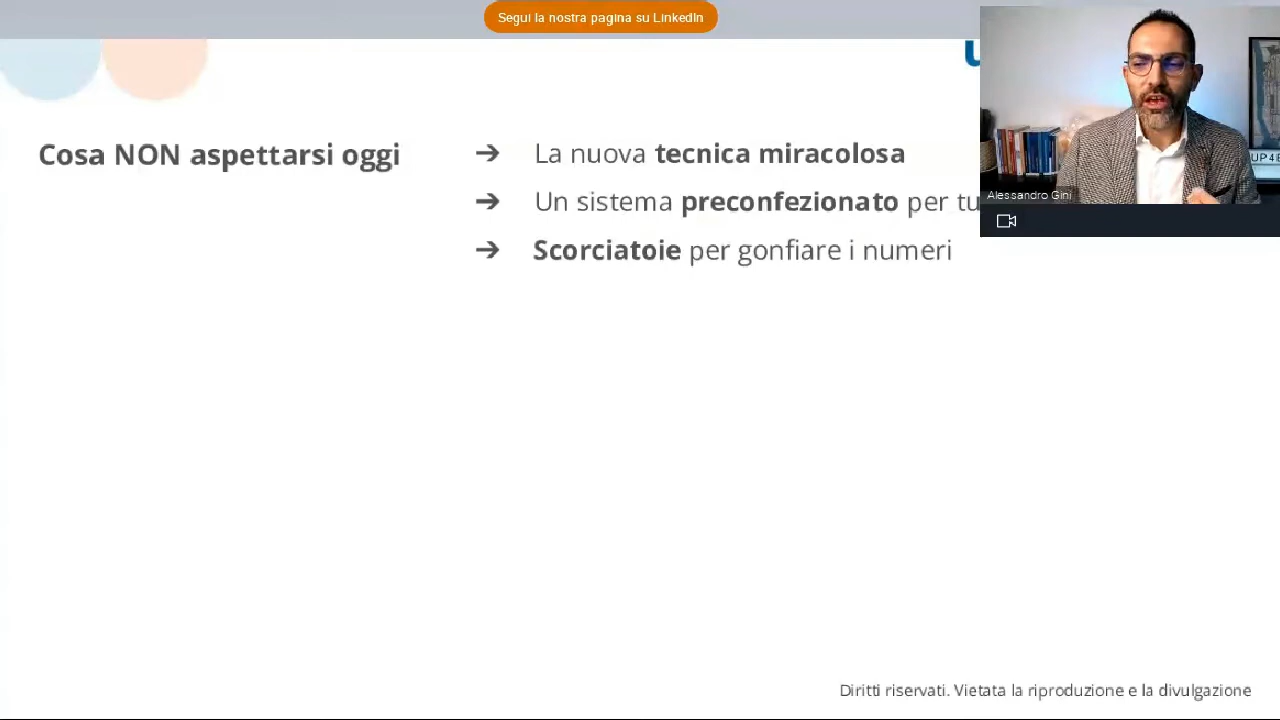 Segui la nostra pagina su LinkedIn
Cosa NON aspettarsi oggi
➔ La nuova tecnica miracolosa
➔ Un sistema preconfezionato per
➔ Scorciatoie per gonfiare i numeri
Alessandro Gini
Diritti riservati. Vietata la riproduzione e la divulgazione